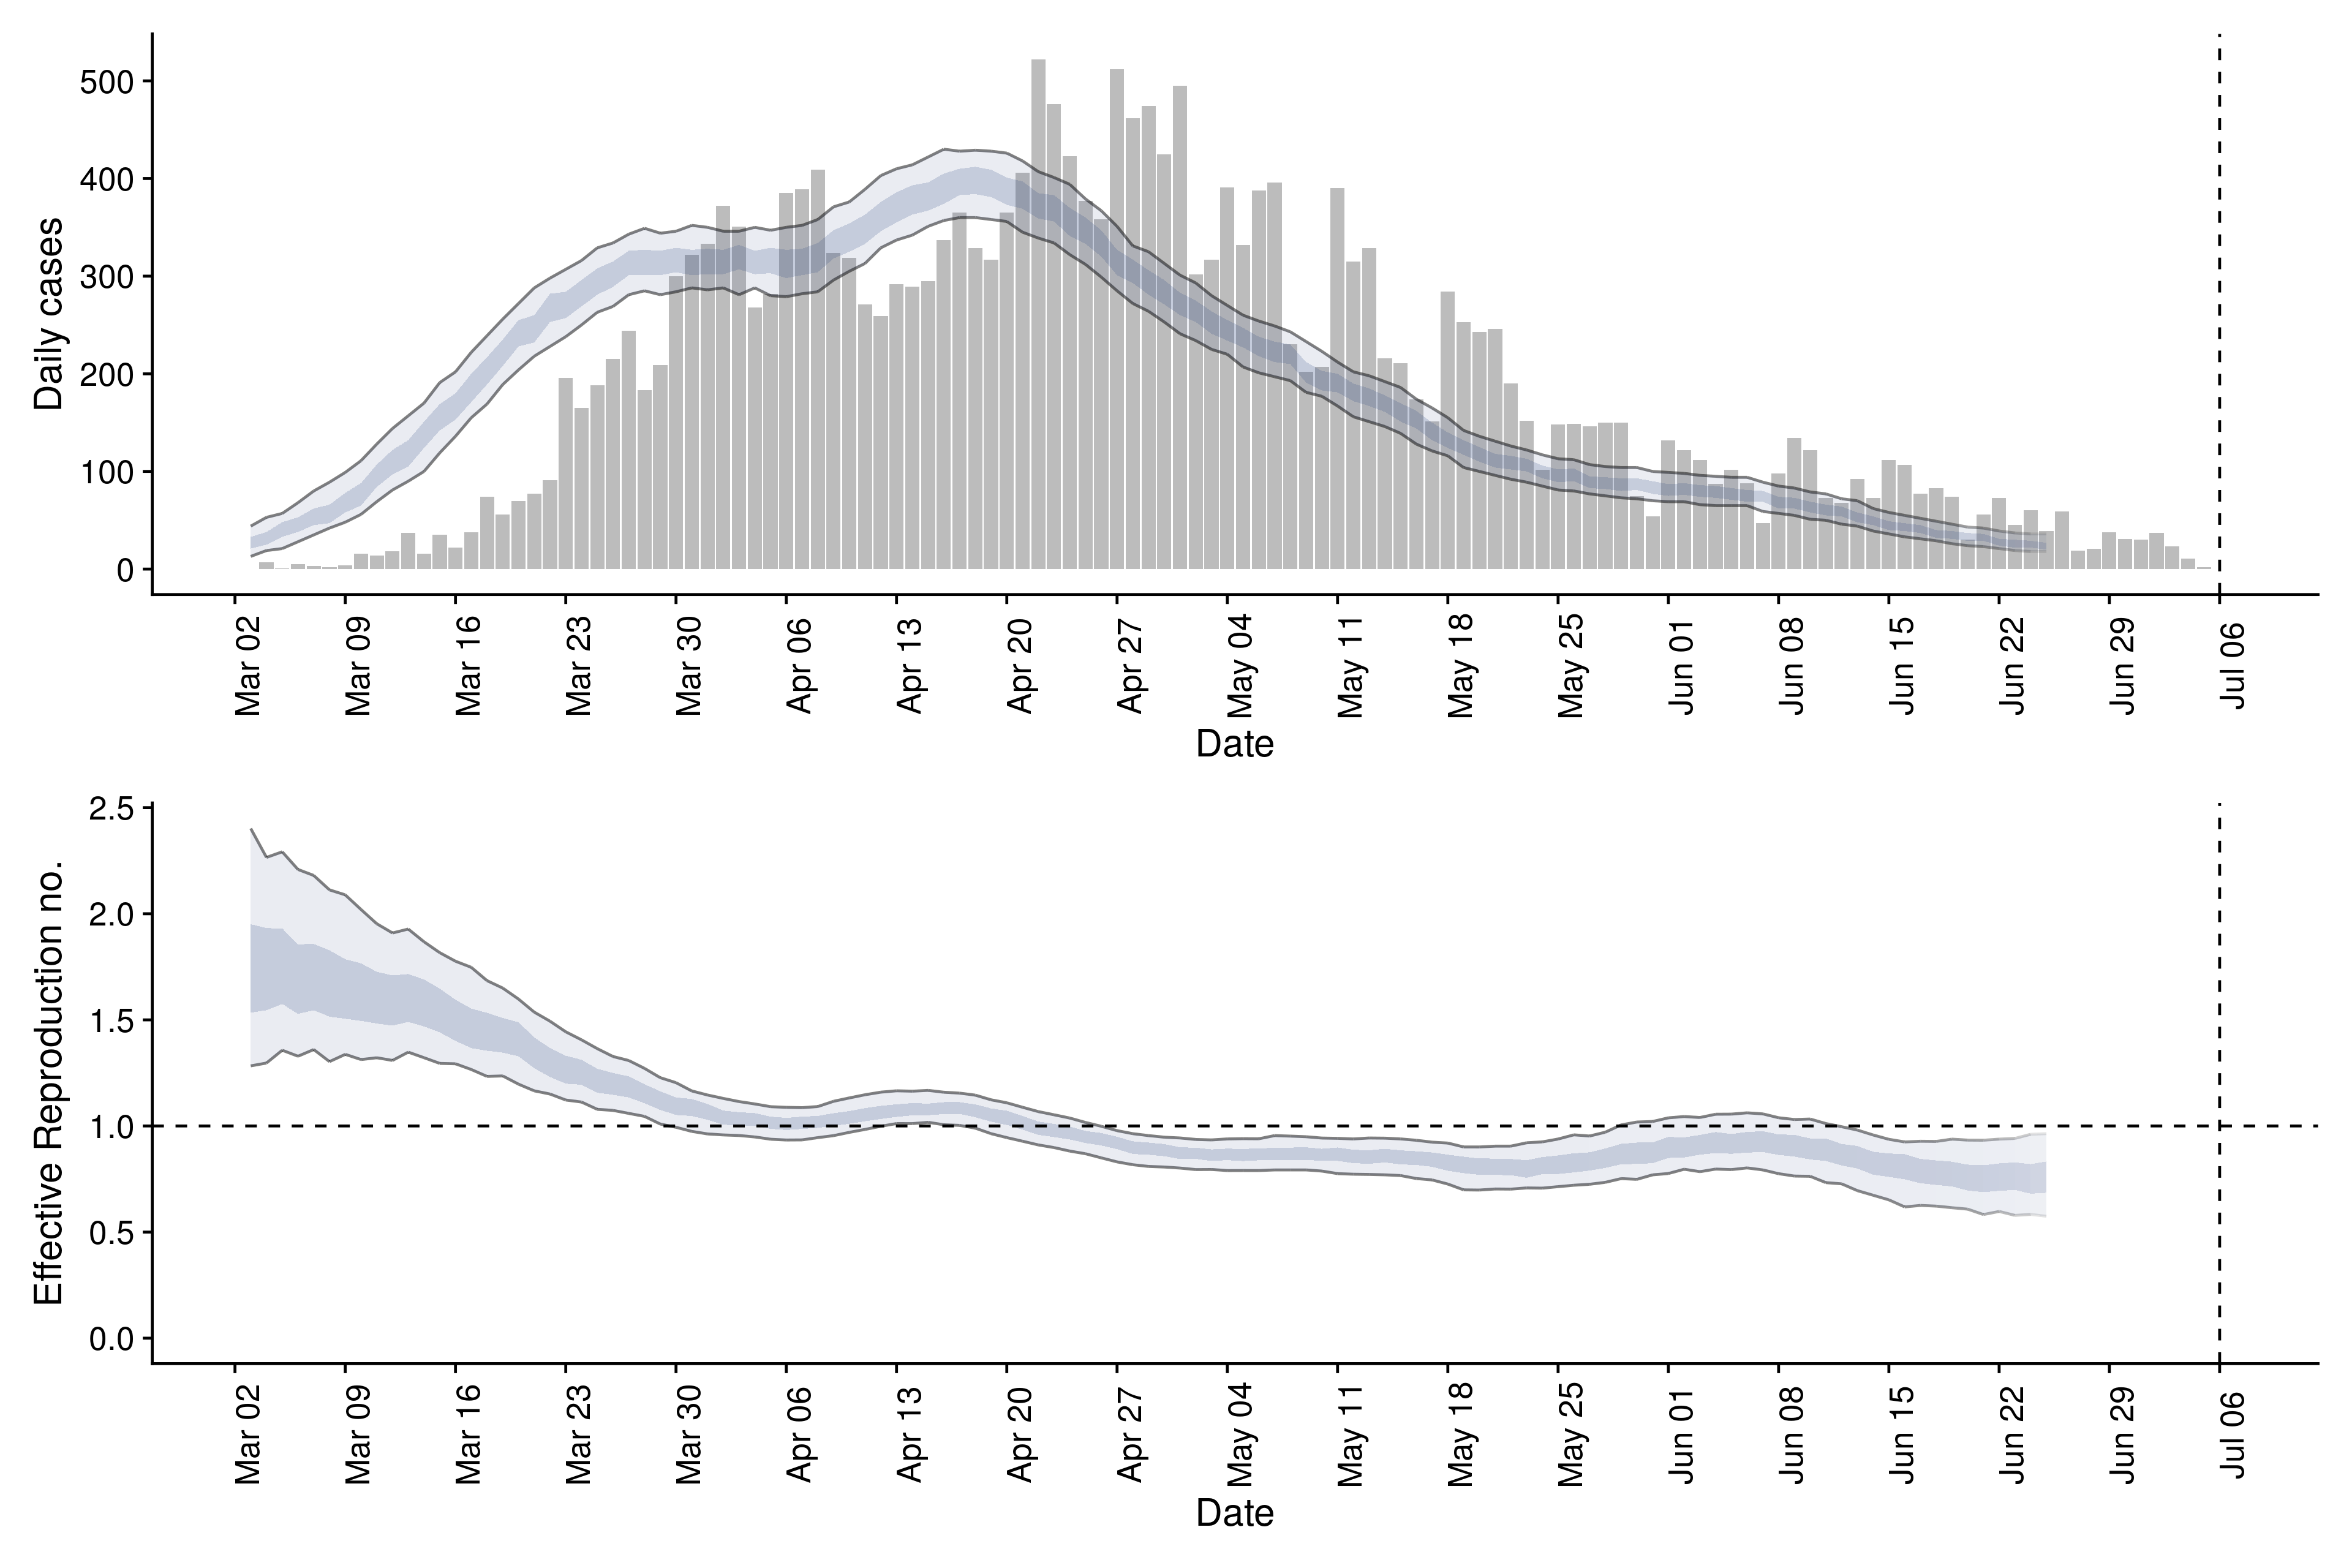 Daily cases
500
400
300
200
100
0
Mar 02
Mar 09
Mar 16
Mar 23
Mar 30
Apr 06
Apr 13
Apr 20
Apr 27
May 04
May 11
May 18
May 25
Jun 01
Jun 08
Jun 15
Jun 22
Jun 29
Jul 06
Date
Effective Reproduction no.
2.5
2.0
1.5
1.0
0.5
0.0
Mar 02
Mar 09
Mar 16
Mar 23
Mar 30
Apr 06
Apr 13
Apr 20
Apr 27
May 04
May 11
May 18
May 25
Jun 01
Jun 08
Jun 15
Jun 22
Jun 29
Jul 06
Date